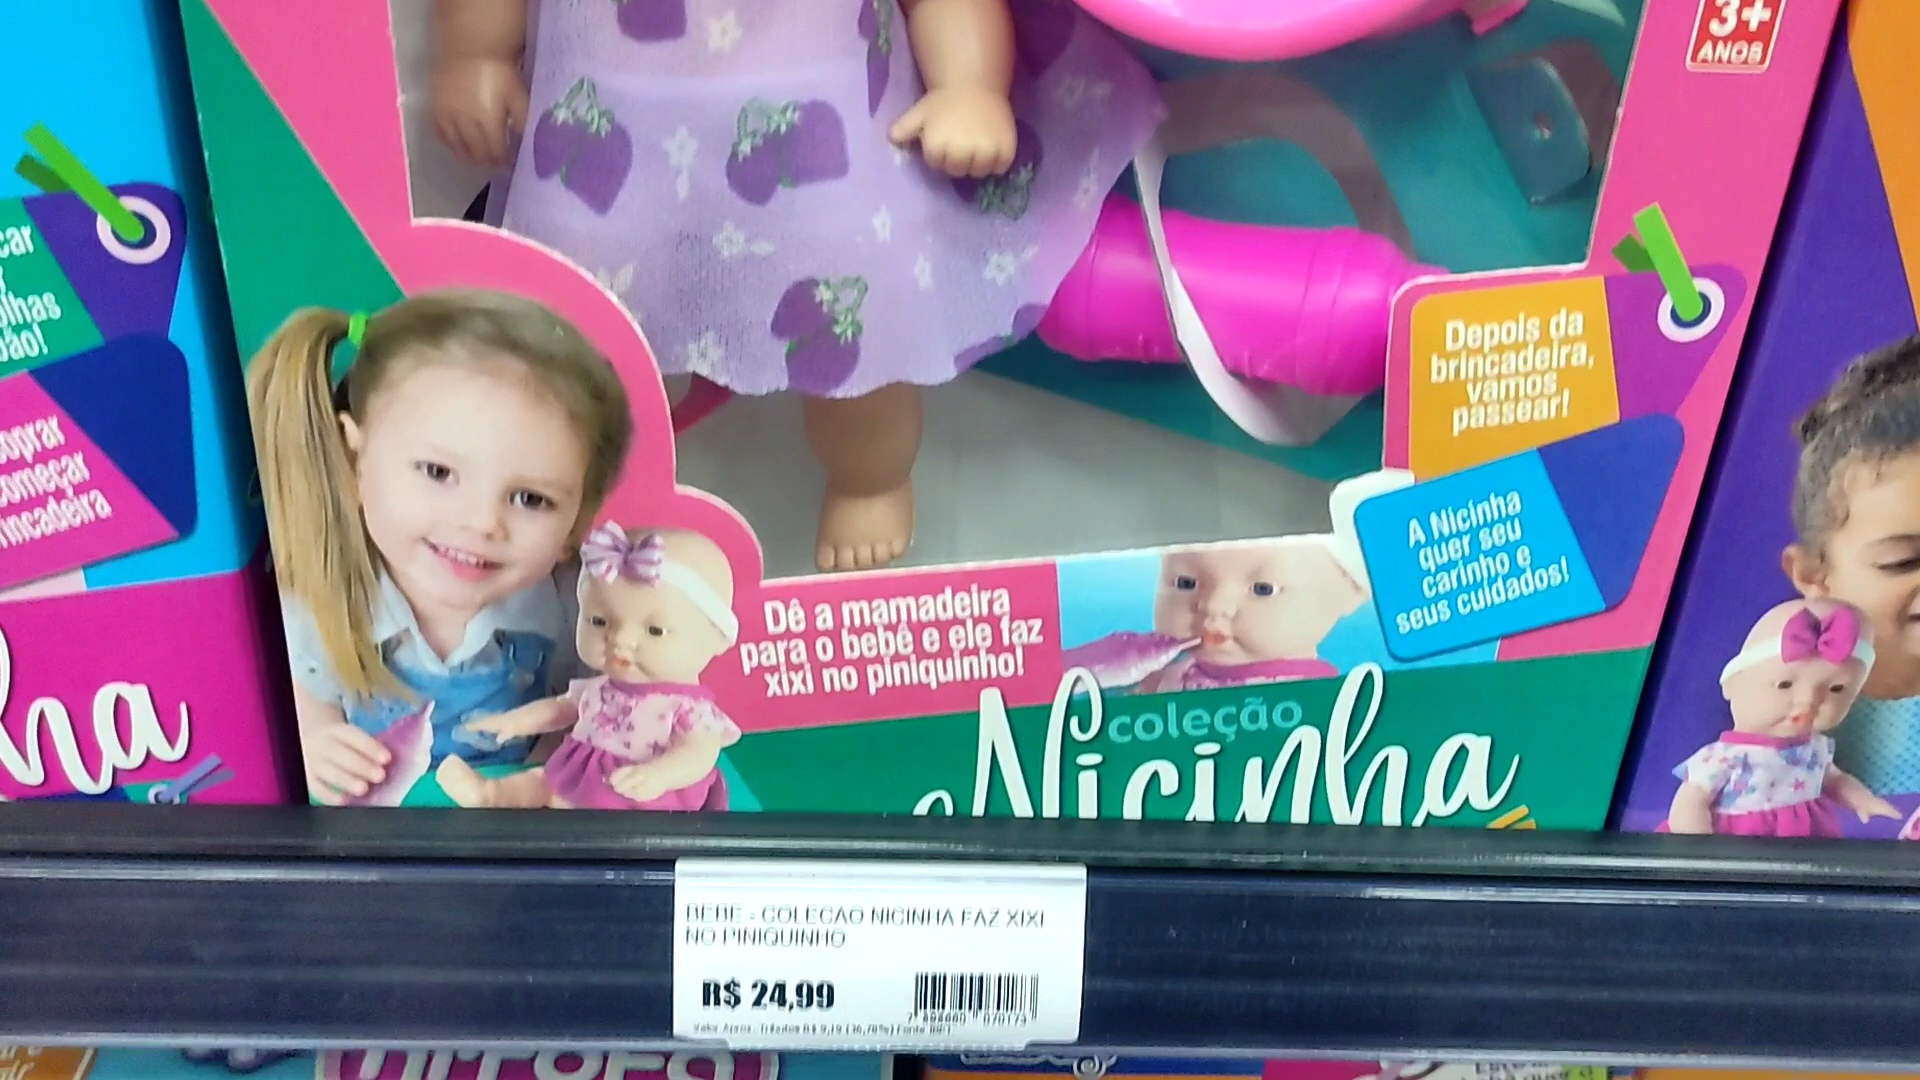 3+
ANOS
Depois da
brincadeira,
vamos
passear!
A Nicinha
quer seu
carinho e
seus cuidados!
Dê a mamadeira
para o bebê e ele faz
xixi no piniquinho!
coleção
Nicinha
começar
BEBE - COLECAO NICINHA FAZ XIXI
NO PINIQUINHO
R$ 24,99